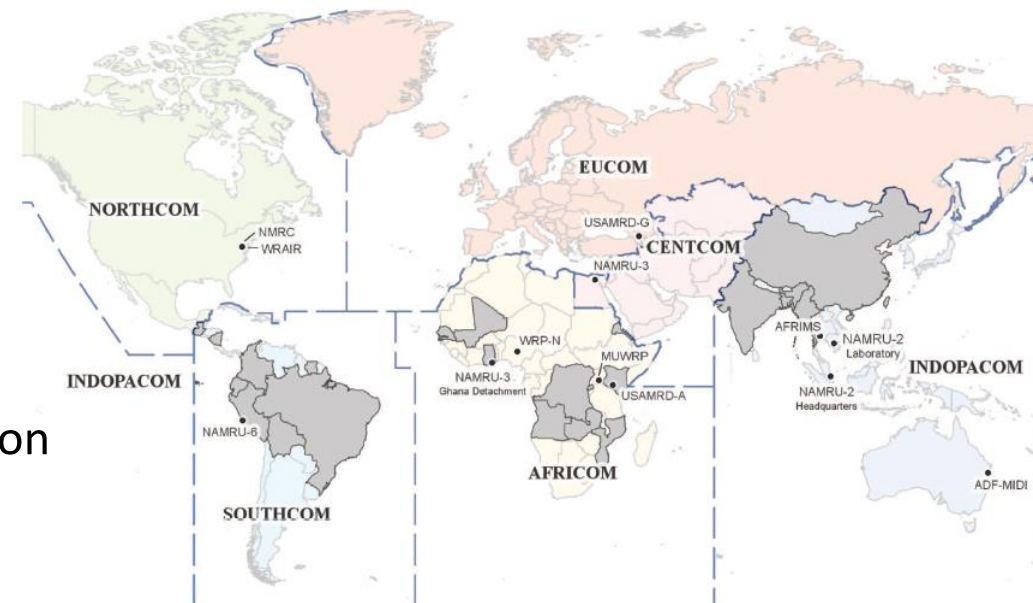 EUCOM
NORTHCOM
USAMRD-G
NMRC
WRAIR
CENTCOM
NAMRU-3
AFRIMS
WRP-N
NAMRU-2
Laboratory
MUWRP
INDOPACOM
INDOPACOM
NAMRU-3
Ghana Detachment
USAMRD-A
NAMRU-2
Headquarters
NAMRU-6
on
AFRICOM
ADF-MIDI
SOUTHCOM